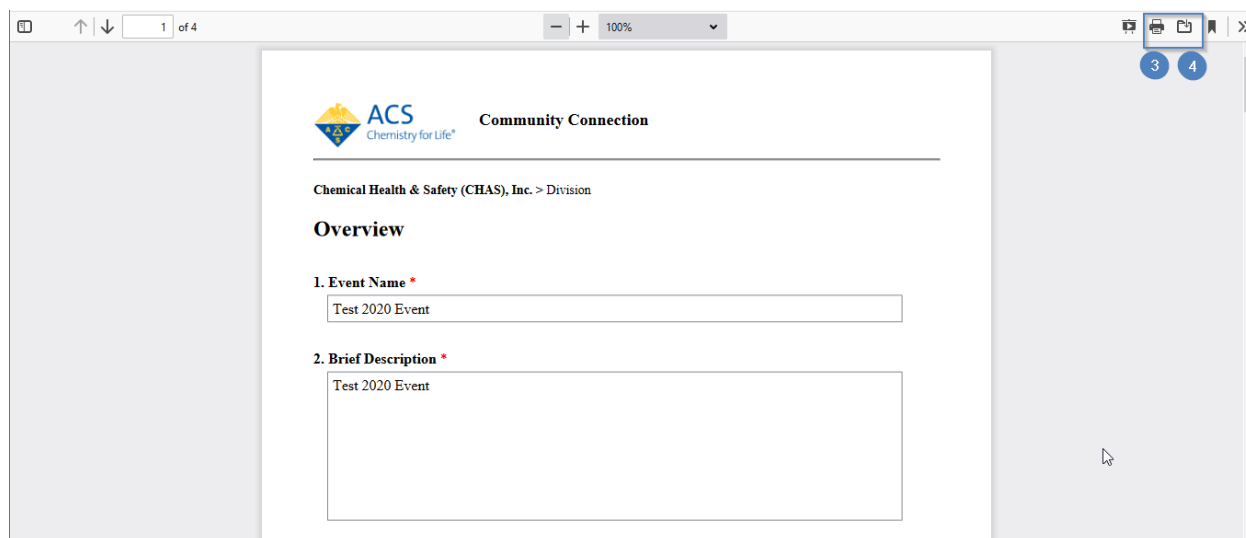 1 of 4
100%
3 4
ACS
Chemistry for Life®
A C S
Community Connection
Chemical Health & Safety (CHAS), Inc. > Division
Overview
1. Event Name *
Test 2020 Event
2. Brief Description *
Test 2020 Event